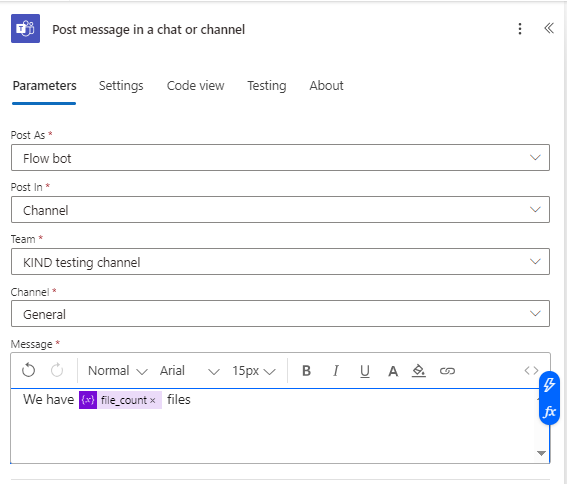 Post message in a chat or channel
Parameters Settings Code view Testing About
Post As *
Flow bot
Post In *
Channel
Team *
KIND testing channel
Channel *
General
Message *
Normal Arial 15px B I U A <>
We have {x} file_count × files
fx